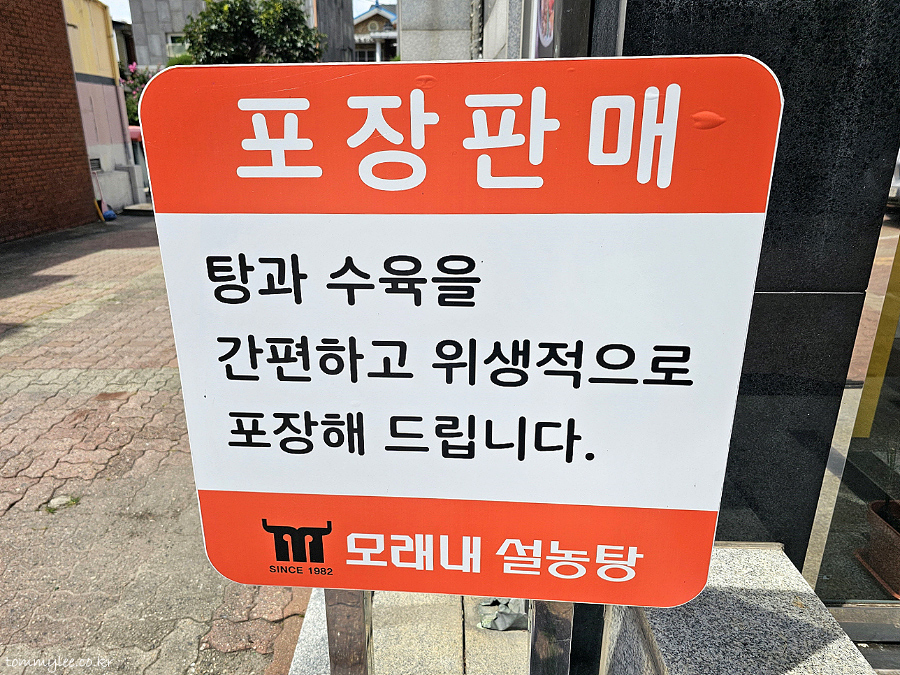 포장판매
탕과 수육을
간편하고 위생적으로
포장해 드립니다.
SINCE 1982
모래내 설농탕
tommylee.co.kr